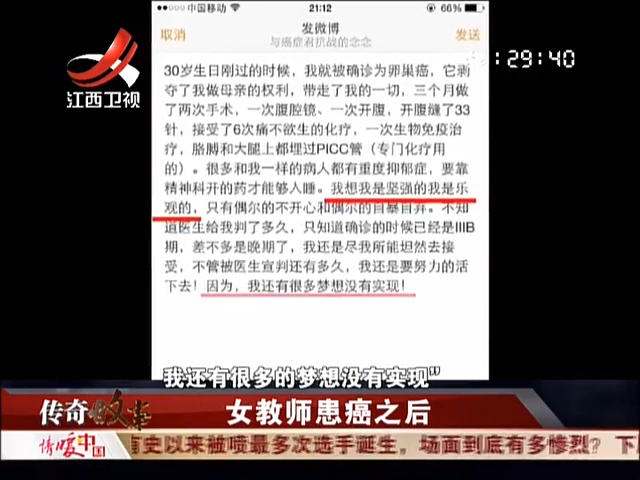 中国移动
21:12
66%
取消
发微博
与癌症君抗战的念念
发送
:29:40
江西卫视
30岁生日刚过的时候，我就被确诊为卵巢癌，它剥
夺了我做母亲的权利，带走了我的一切，三个月做
了两次手术，一次腹腔镜、一次开腹，开腹缝了33
针，接受了6次痛不欲生的化疗，一次生物免疫治
疗，胳膊和大腿上都埋过PICC管（专门化疗用
的）。很多和我一样的病人都有重度抑郁症，要靠
精神科开的药才能够入睡。我想我是坚强的我是乐
观的，只有偶尔的不开心和偶尔的自暴自弃。不知
道医生给我判了多久，只知道确诊的时候已经是IIIB
期，差不多是晚期了，我还是尽我所能坦然去接
受，不管被医生宣判还有多久，我还是要努力的活
下去！因为，我还有很多梦想没有实现！
我还有很多的梦想没有实现”
传奇故事
女教师患癌之后
情暖中国
史以来被喷最多次选手诞生，场面到底有多惨烈？下